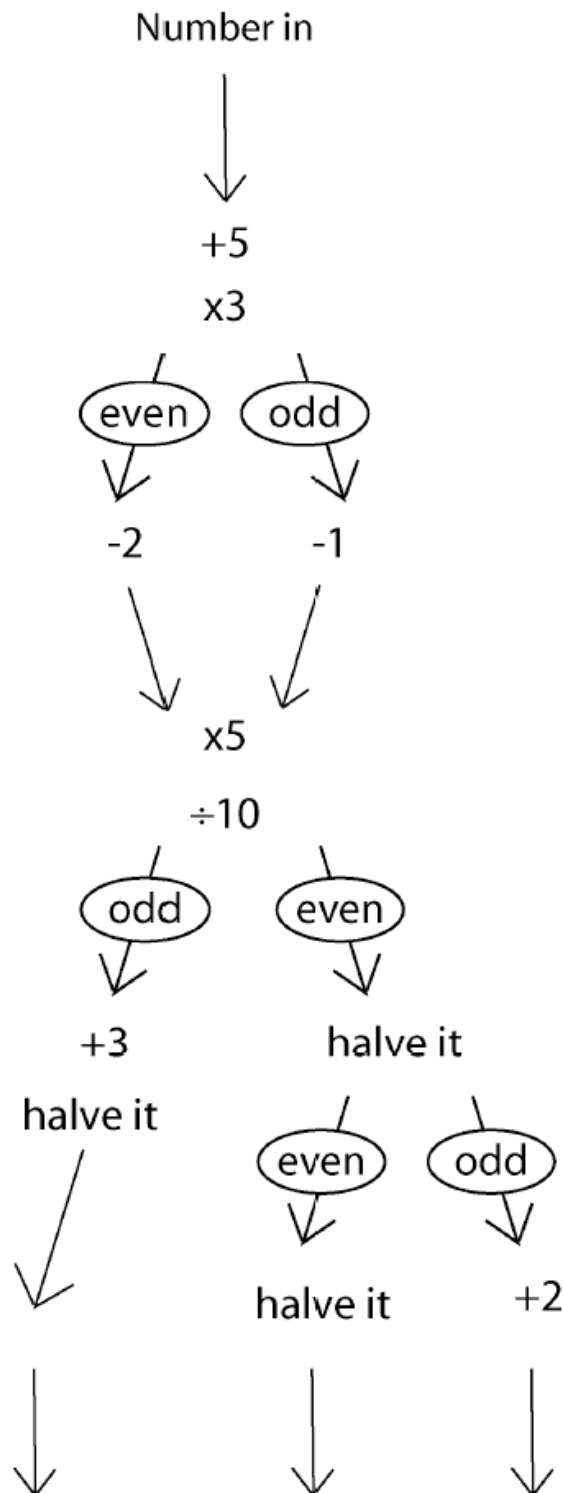 Number in
+5
x3
even odd
-2 -1
x5
÷10
odd even
+3 halve it
halve it
even odd
halve it +2